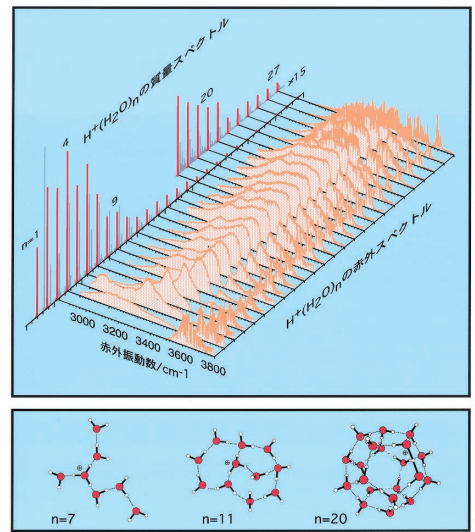 H⁺(H₂O)nの質量スペクトル
27
×15
20
4
9
n=1
3000
3200
3400
3600
3800
赤外振動数/cm⁻¹
H⁺(H₂O)nの赤外スペクトル
⊕
⊕
⊕
n=7
n=11
n=20